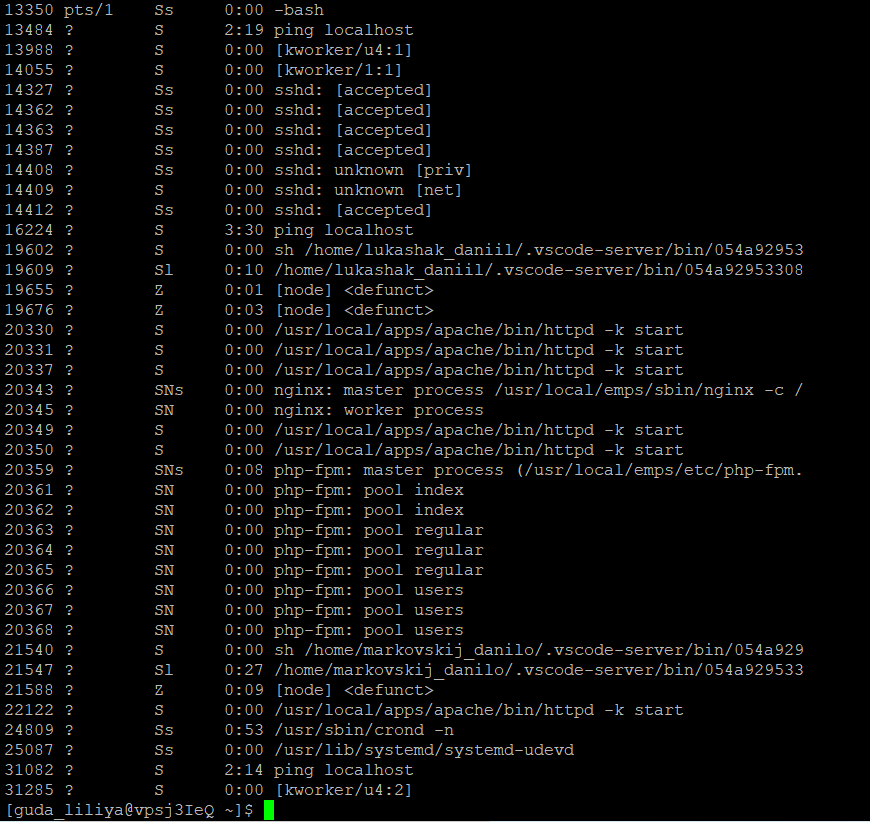 13350 pts/1    Ss     0:00 -bash
13484 ?        S      2:19 ping localhost
13988 ?        S      0:00 [kworker/u4:1]
14055 ?        S      0:00 [kworker/1:1]
14327 ?        Ss     0:00 sshd: [accepted]
14362 ?        Ss     0:00 sshd: [accepted]
14363 ?        Ss     0:00 sshd: [accepted]
14387 ?        Ss     0:00 sshd: [accepted]
14408 ?        Ss     0:00 sshd: unknown [priv]
14409 ?        S      0:00 sshd: unknown [net]
14412 ?        Ss     0:00 sshd: [accepted]
16224 ?        S      3:30 ping localhost
19602 ?        S      0:00 sh /home/lukashak_daniil/.vscode-server/bin/054a92953
19609 ?        Sl     0:10 /home/lukashak_daniil/.vscode-server/bin/054a92953308
19655 ?        Z      0:01 [node] <defunct>
19676 ?        Z      0:03 [node] <defunct>
20330 ?        S      0:00 /usr/local/apps/apache/bin/httpd -k start
20331 ?        S      0:00 /usr/local/apps/apache/bin/httpd -k start
20337 ?        S      0:00 /usr/local/apps/apache/bin/httpd -k start
20343 ?        SNs    0:00 nginx: master process /usr/local/emps/sbin/nginx -c /
20345 ?        SN     0:00 nginx: worker process
20349 ?        S      0:00 /usr/local/apps/apache/bin/httpd -k start
20350 ?        S      0:00 /usr/local/apps/apache/bin/httpd -k start
20359 ?        SNs    0:08 php-fpm: master process (/usr/local/emps/etc/php-fpm.
20361 ?        SN     0:00 php-fpm: pool index
20362 ?        SN     0:00 php-fpm: pool index
20363 ?        SN     0:00 php-fpm: pool regular
20364 ?        SN     0:00 php-fpm: pool regular
20365 ?        SN     0:00 php-fpm: pool regular
20366 ?        SN     0:00 php-fpm: pool users
20367 ?        SN     0:00 php-fpm: pool users
20368 ?        SN     0:00 php-fpm: pool users
21540 ?        S      0:00 sh /home/markovskij_danilo/.vscode-server/bin/054a929
21547 ?        Sl     0:27 /home/markovskij_danilo/.vscode-server/bin/054a929533
21588 ?        Z      0:09 [node] <defunct>
22122 ?        S      0:00 /usr/local/apps/apache/bin/httpd -k start
24809 ?        Ss     0:53 /usr/sbin/crond -n
25087 ?        Ss     0:00 /usr/lib/systemd/systemd-udevd
31082 ?        S      2:14 ping localhost
31285 ?        S      0:00 [kworker/u4:2]
[guda_liliya@vpsj3IeQ ~]$